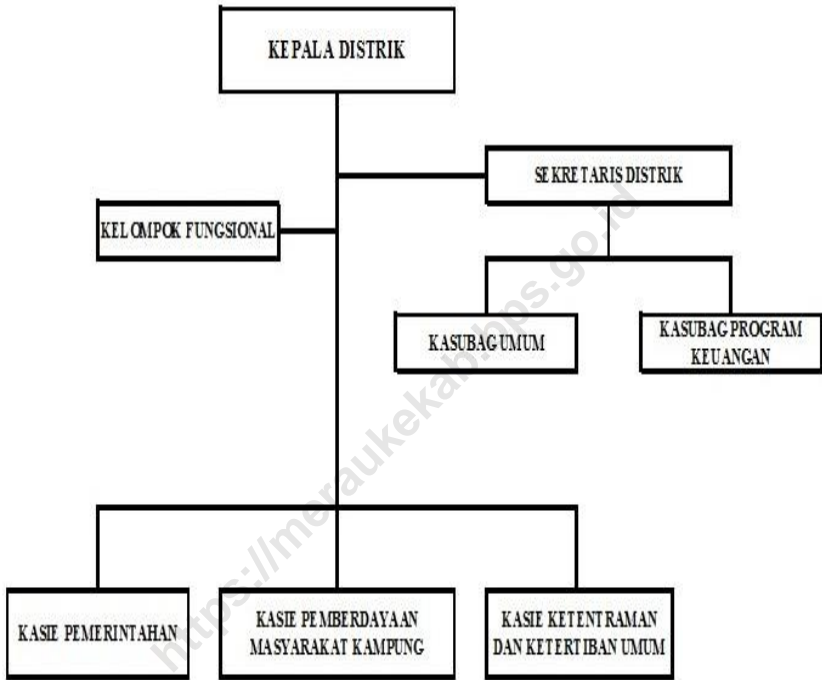 KEPALA DISTRIK
SEKRETARIS DISTRIK
KELOMPOK FUNGSIONAL
KASUBAG UMUM
KASUBAG PROGRAM
KEUANGAN
KASIE PEMERINTAHAN
KASIE PEMBERDAYAAN
MASYARAKAT KAMPUNG
KASIE KETENTRAMAN
DAN KETERTIBAN UMUM
https://meraukekab.bps.go.id